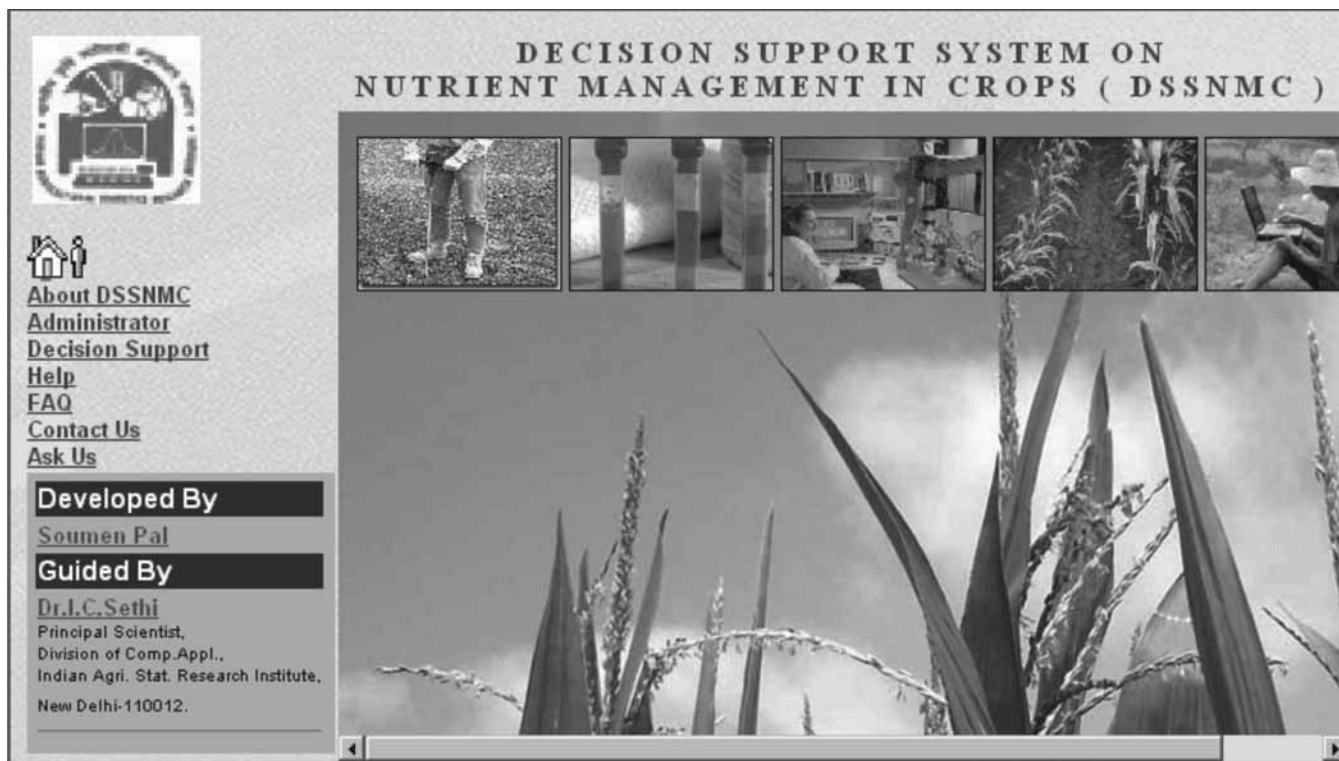 DECISION SUPPORT SYSTEM ON
NUTRIENT MANAGEMENT IN CROPS ( DSSNMC )
About DSSNMC
Administrator
Decision Support
Help
FAQ
Contact Us
Ask Us
Developed By
Soumen Pal
Guided By
Dr.I.C.Sethi
Principal Scientist,
Division of Comp.Appl.,
Indian Agri. Stat. Research Institute,
New Delhi-110012.